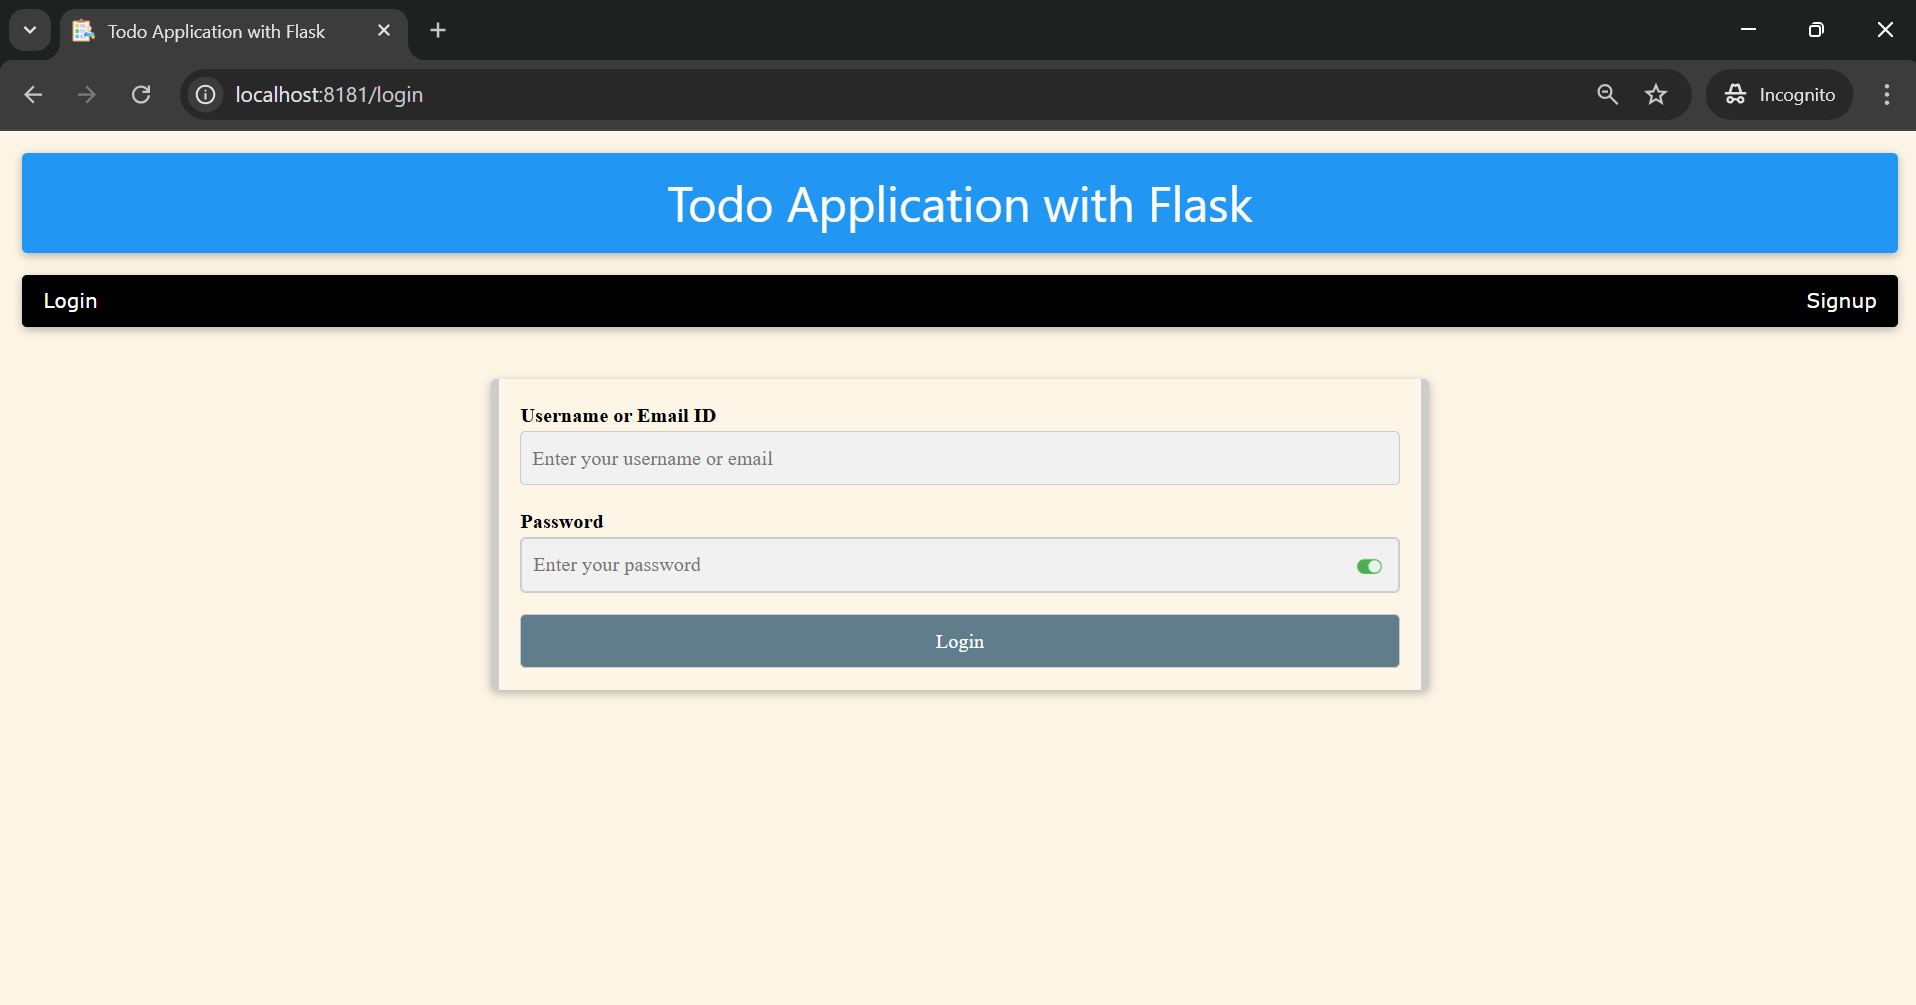 Todo Application with Flask
localhost:8181/login
Incognito
Todo Application with Flask
Login
Signup
Username or Email ID
Enter your username or email
Password
Enter your password
Login